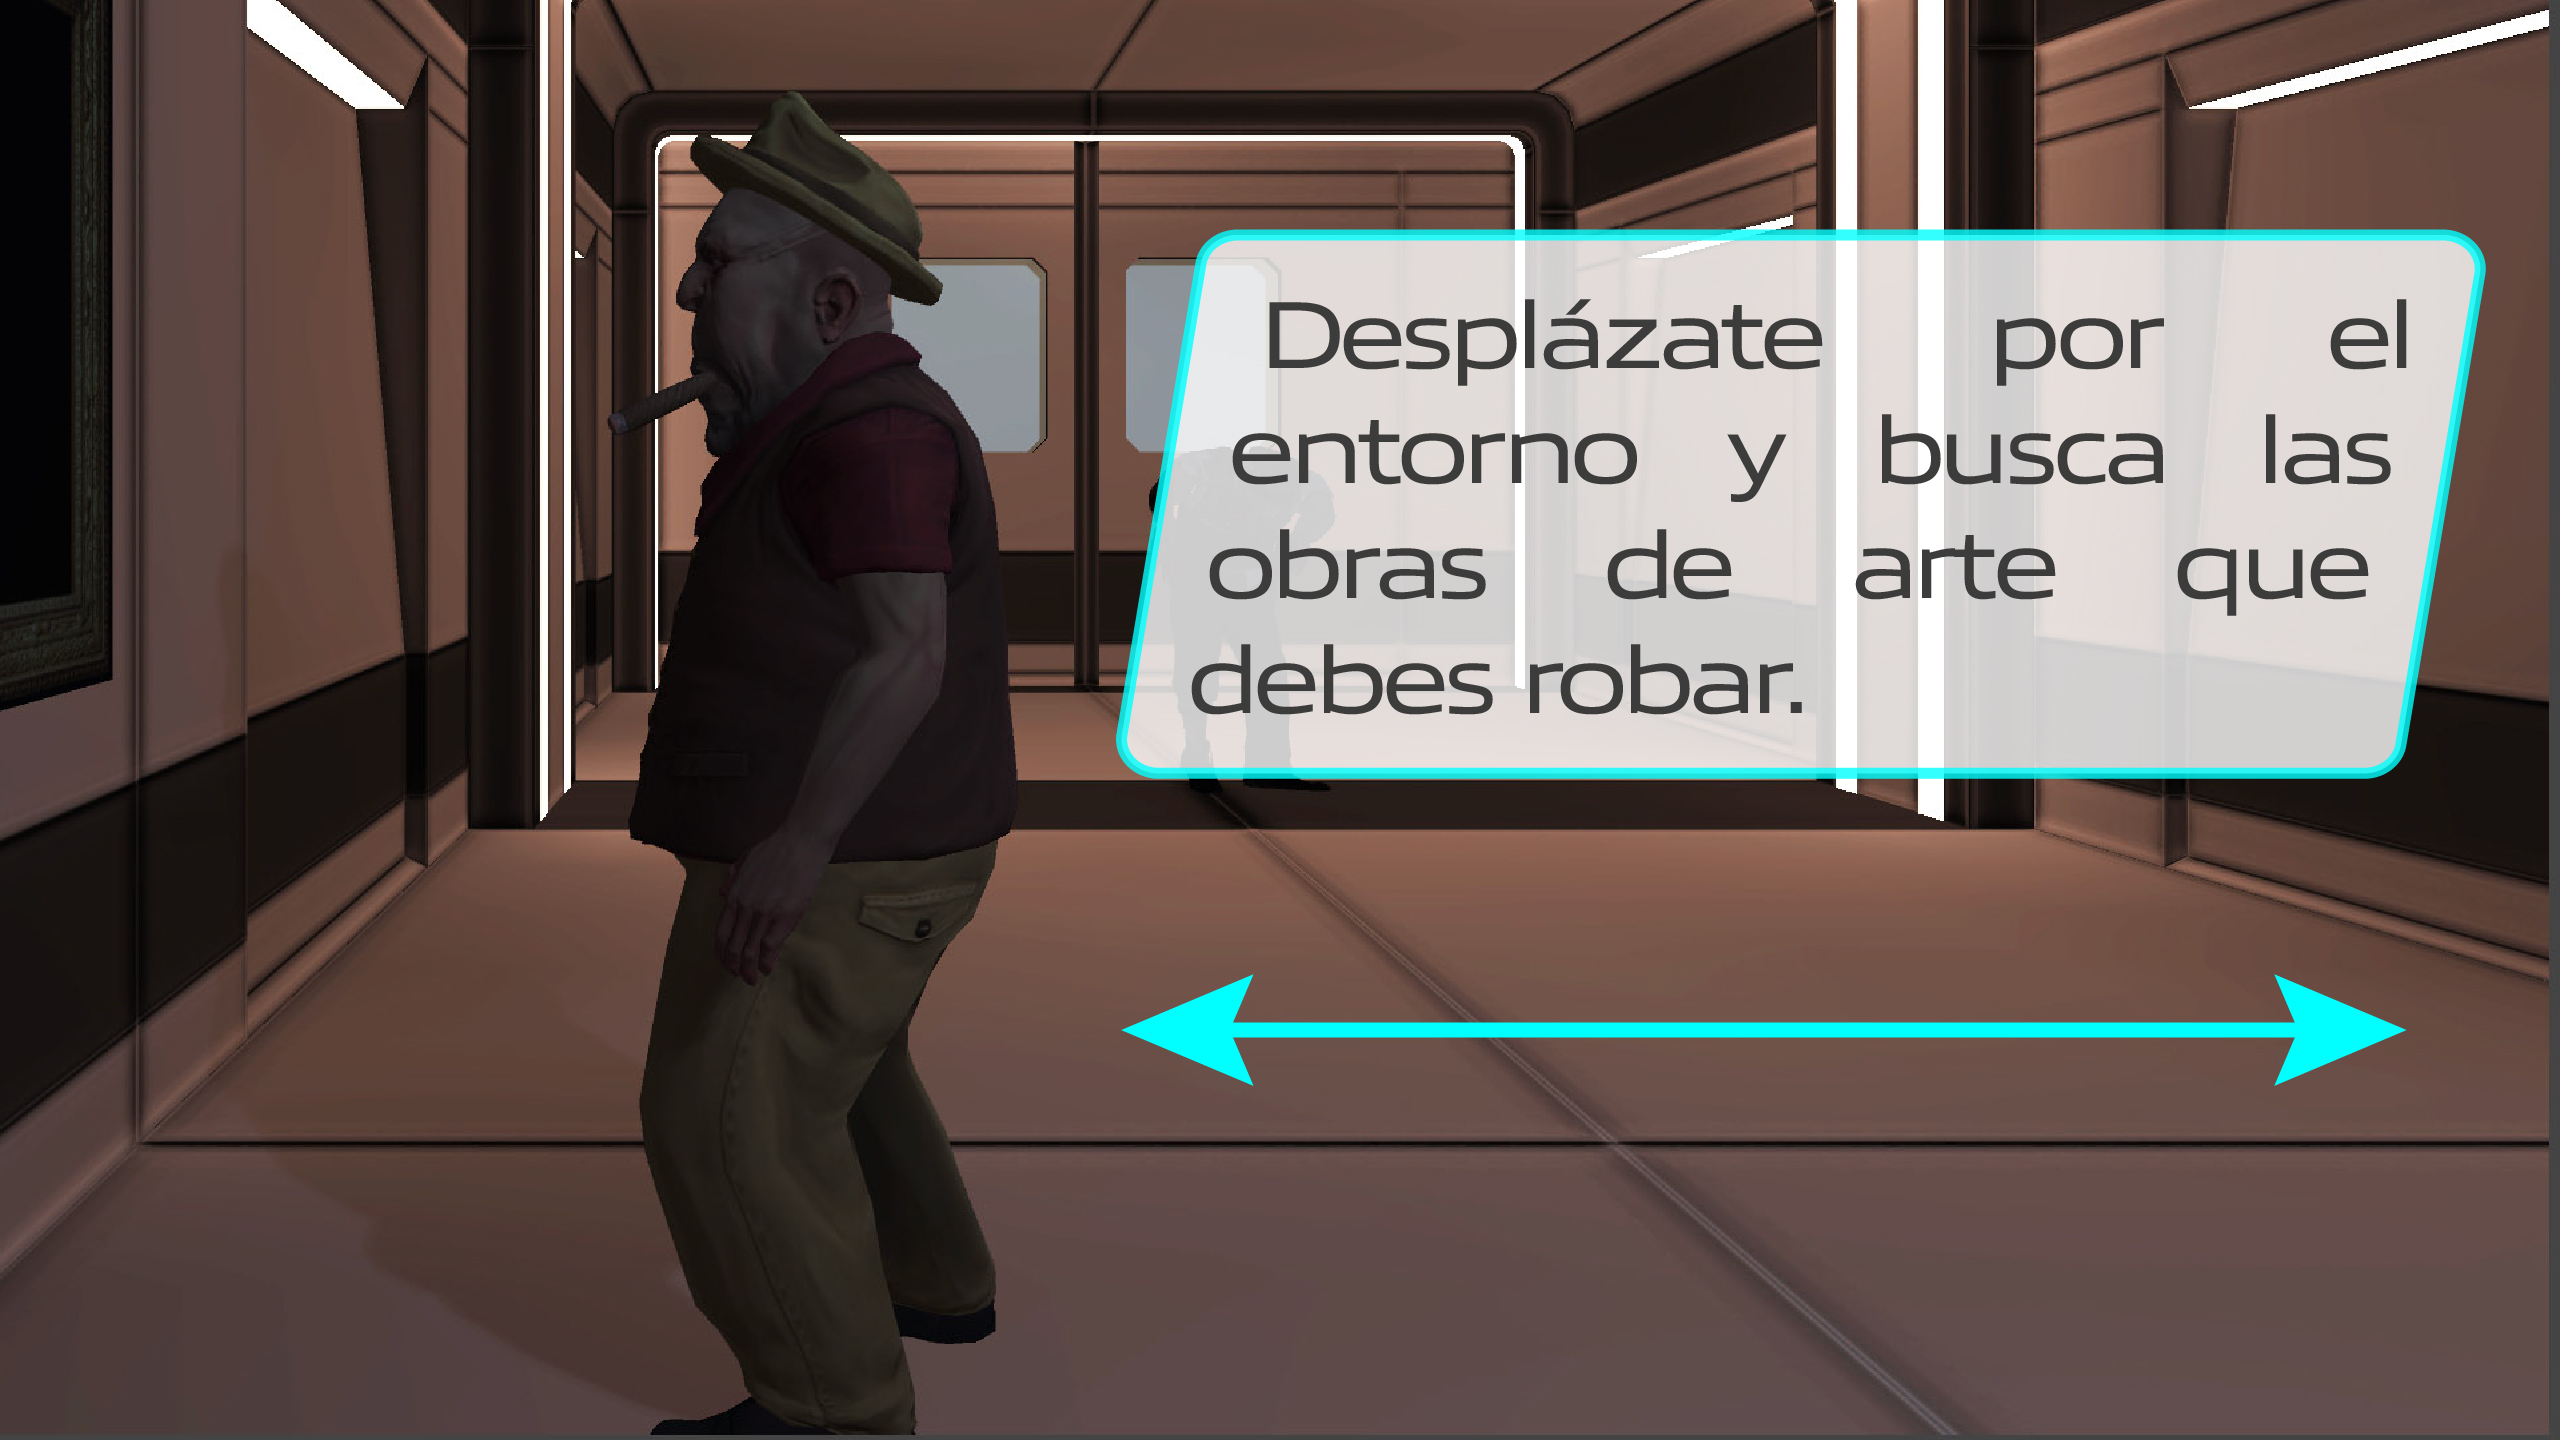 Desplázate por el
entorno y busca las
obras de arte que
debes robar.